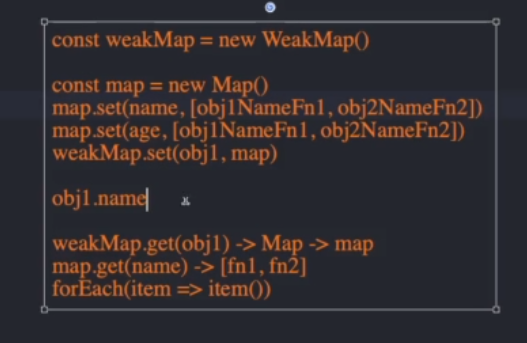 const weakMap = new WeakMap()
const map = new Map()
map.set(name, [obj1NameFn1, obj2NameFn2])
map.set(age, [obj1NameFn1, obj2NameFn2])
weakMap.set(obj1, map)
obj1.name
weakMap.get(obj1) -> Map -> map
map.get(name) -> [fn1, fn2]
forEach(item => item())